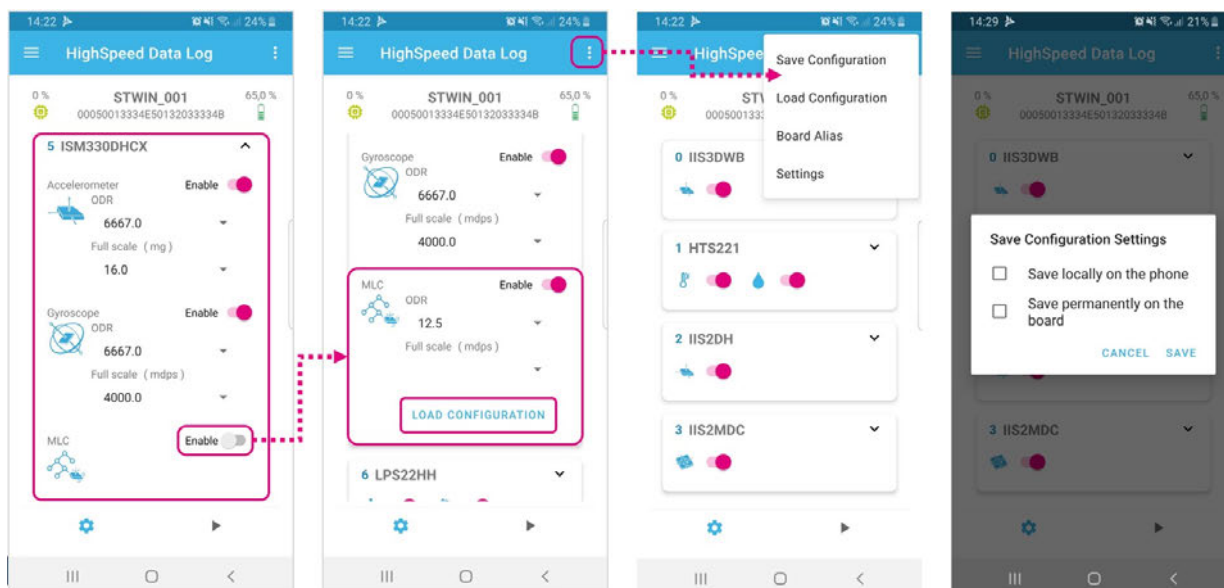 14:22 24%
HighSpeed Data Log
0 % STWIN_001 65,0 %
00050013334E50132033334B
5 ISM330DHCX
Accelerometer Enable
ODR
6667.0
Full scale ( mg )
16.0
Gyroscope Enable
ODR
6667.0
Full scale ( mdps )
4000.0
MLC Enable
14:22 24%
HighSpeed Data Log
0 % STWIN_001 65,0 %
00050013334E50132033334B
Gyroscope Enable
ODR
6667.0
Full scale ( mdps )
4000.0
MLC Enable
ODR
12.5
Full scale ( mdps )
LOAD CONFIGURATION
6 LPS22HH
14:22 24%
HighSpee
0 % STW
000500133
Save Configuration
Load Configuration
Board Alias
Settings
0 IIS3DWB
1 HTS221
2 IIS2DH
3 IIS2MDC
14:29 21%
HighSpeed Data Log
0 % STWIN_001 65,0 %
00050013334E50132033334B
0 IIS3DWB
Save Configuration Settings
Save locally on the phone
Save permanently on the
board
CANCEL SAVE
3 IIS2MDC